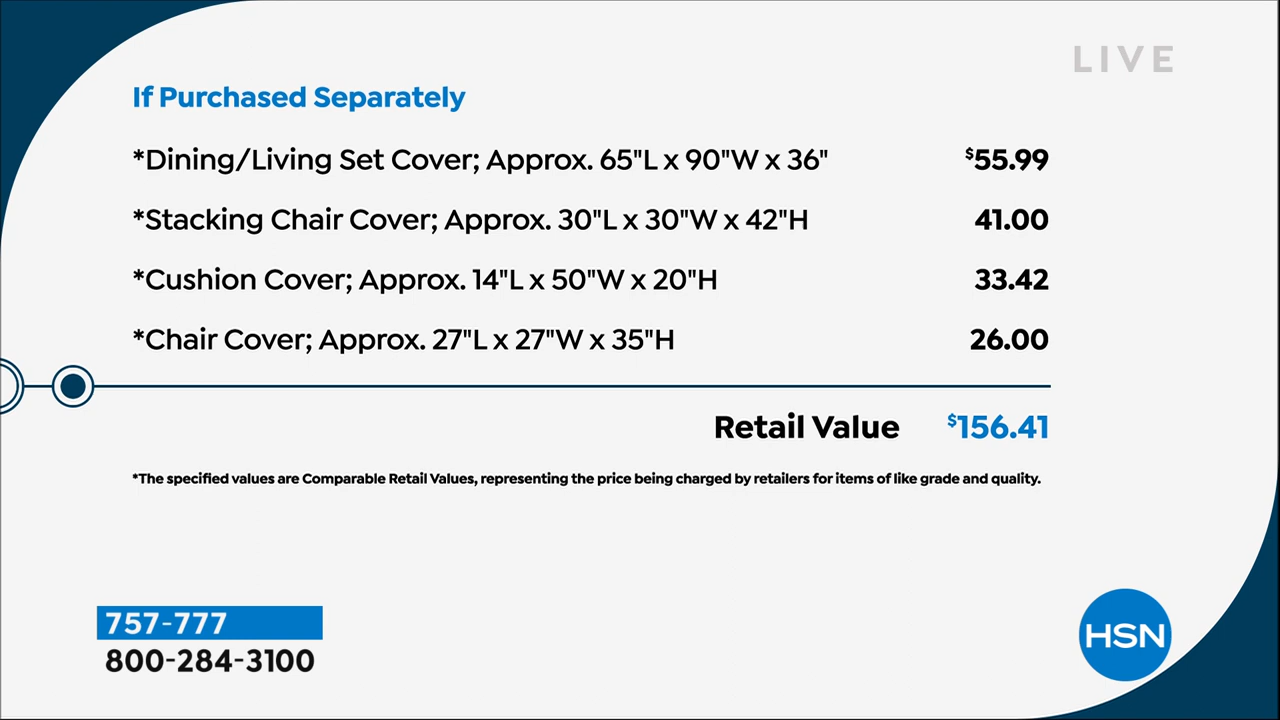 LIVE
If Purchased Separately
*Dining/Living Set Cover; Approx. 65"L x 90"W x 36" $55.99
*Stacking Chair Cover; Approx. 30"L x 30"W x 42"H 41.00
*Cushion Cover; Approx. 14"L x 50"W x 20"H 33.42
*Chair Cover; Approx. 27"L x 27"W x 35"H 26.00
Retail Value $156.41
*The specified values are Comparable Retail Values, representing the price being charged by retailers for items of like grade and quality.
757-777
800-284-3100
HSN